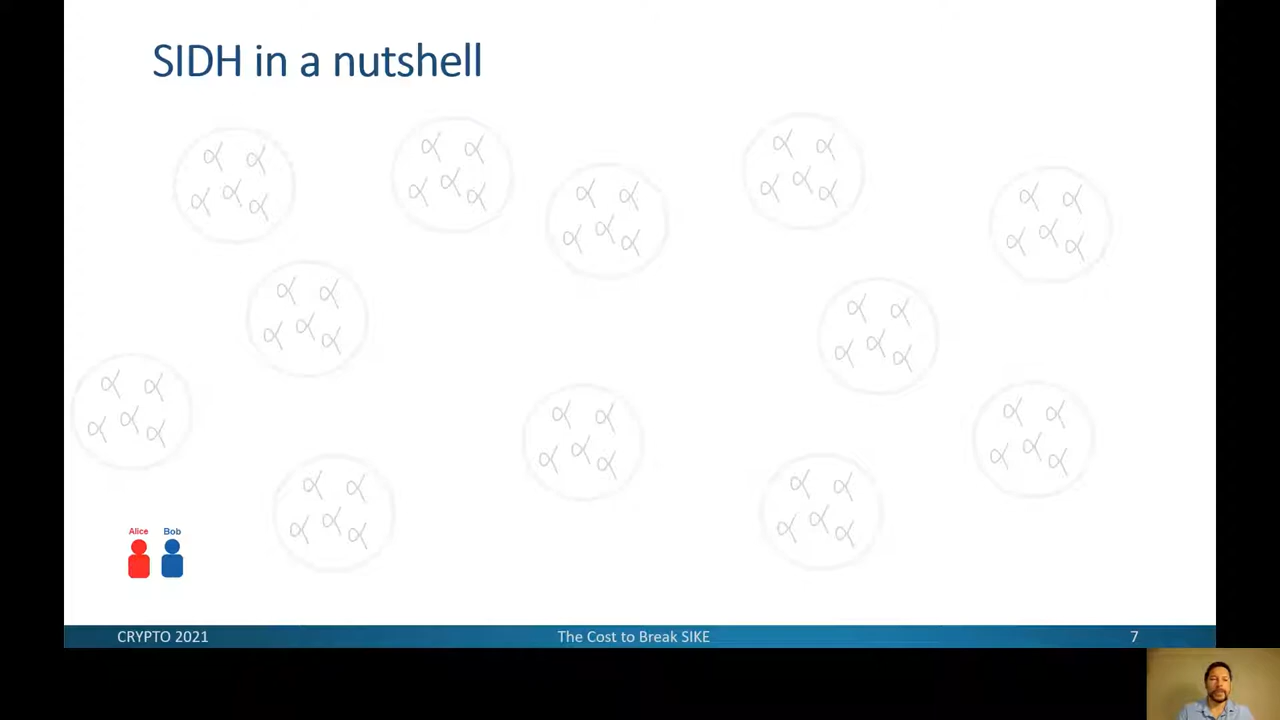 SIDH in a nutshell
Alice Bob
CRYPTO 2021
The Cost to Break SIKE
7